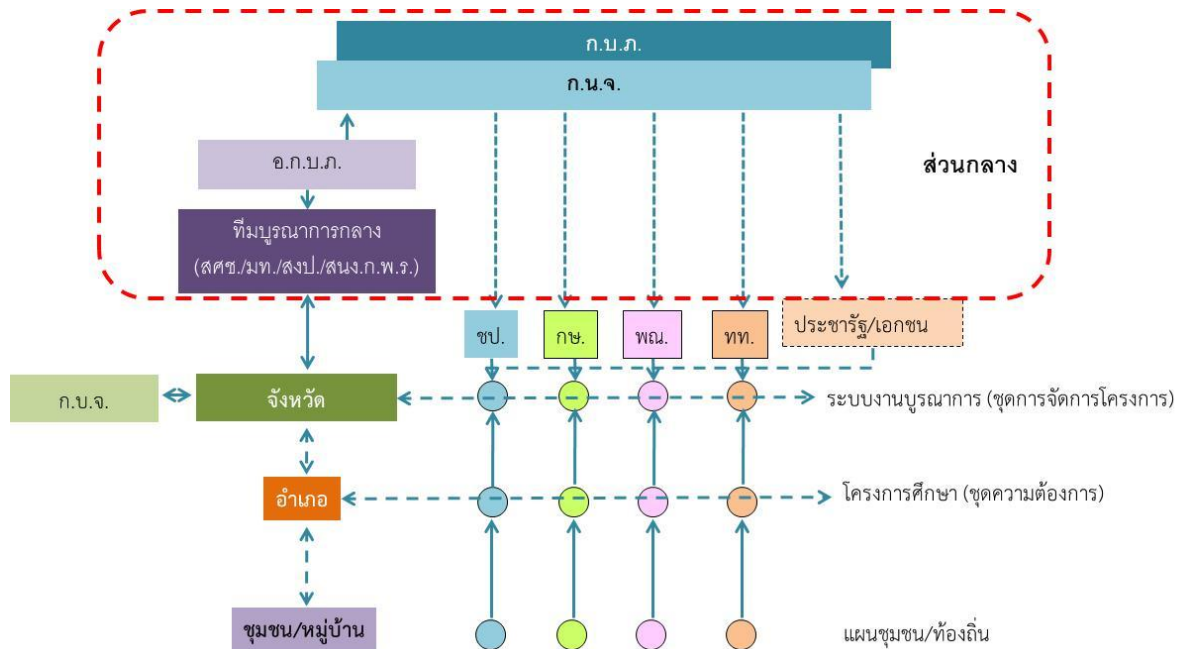 ก.บ.ภ.
ก.น.จ.
อ.ก.บ.ภ.
ส่วนกลาง
ทีมบูรณาการกลาง
(สศช./มท./สงป./สนง.ก.พ.ร.)
ชป.
กษ.
พณ.
ทท.
ประชารัฐ/เอกชน
ก.บ.จ.
จังหวัด
ระบบงานบูรณาการ (ชุดการจัดการโครงการ)
อำเภอ
โครงการศึกษา (ชุดความต้องการ)
ชุมชน/หมู่บ้าน
แผนชุมชน/ท้องถิ่น